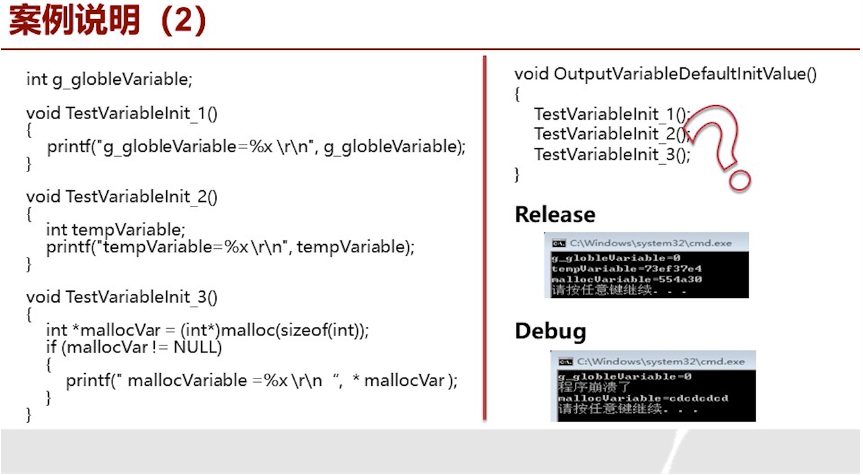 案例说明（2）
int g_globleVariable;
void TestVariableInit_1()
{
printf("g_globleVariable=%x \r\n", g_globleVariable);
}
void TestVariableInit_2()
{
int tempVariable;
printf("tempVariable=%x \r\n", tempVariable);
}
void TestVariableInit_3()
{
int *mallocVar = (int*)malloc(sizeof(int));
if (mallocVar != NULL)
{
printf(" mallocVariable =%x \r\n “, * mallocVar );
}
}
void OutputVariableDefaultInitValue()
{
TestVariableInit_1();
TestVariableInit_2();
TestVariableInit_3();
}
?
Release
C:\Windows\system32\cmd.exe
g_globleVariable=0
tempVariable=73ef37e4
mallocVariable=554a30
请按任意键继续. . .
Debug
C:\Windows\system32\cmd.exe
g_globleVariable=0
程序崩溃了
mallocVariable=cdcdcdcd
请按任意键继续. . .